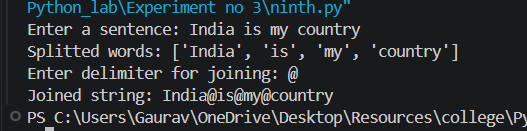 Python_lab\Experiment no 3\ninth.py"
Enter a sentence: India is my country
Splitted words: ['India', 'is', 'my', 'country']
Enter delimiter for joining: @
Joined string: India@is@my@country
PS C:\Users\Gaurav\OneDrive\Desktop\Resources\college\Py